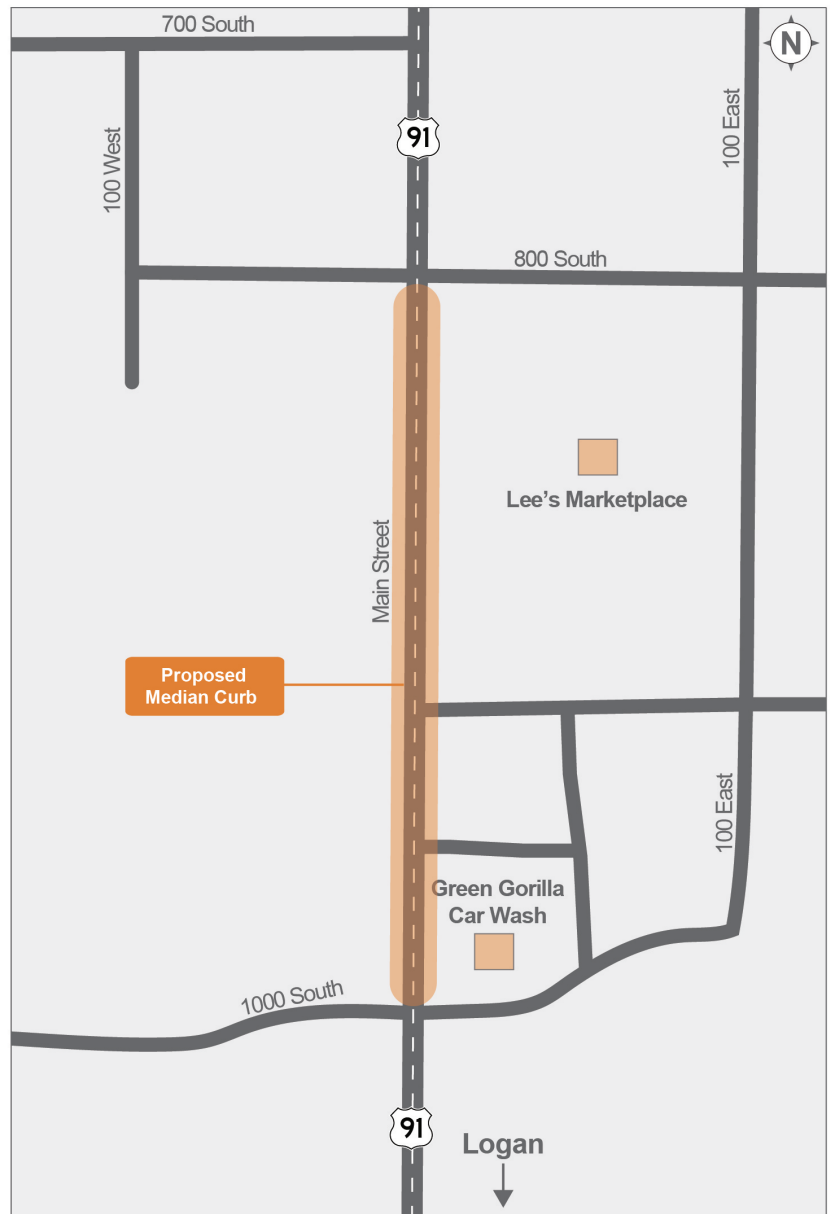 700 South
N
91
100 West
100 East
800 South
Lee's Marketplace
Main Street
Proposed
Median Curb
100 East
Green Gorilla
Car Wash
1000 South
91
Logan